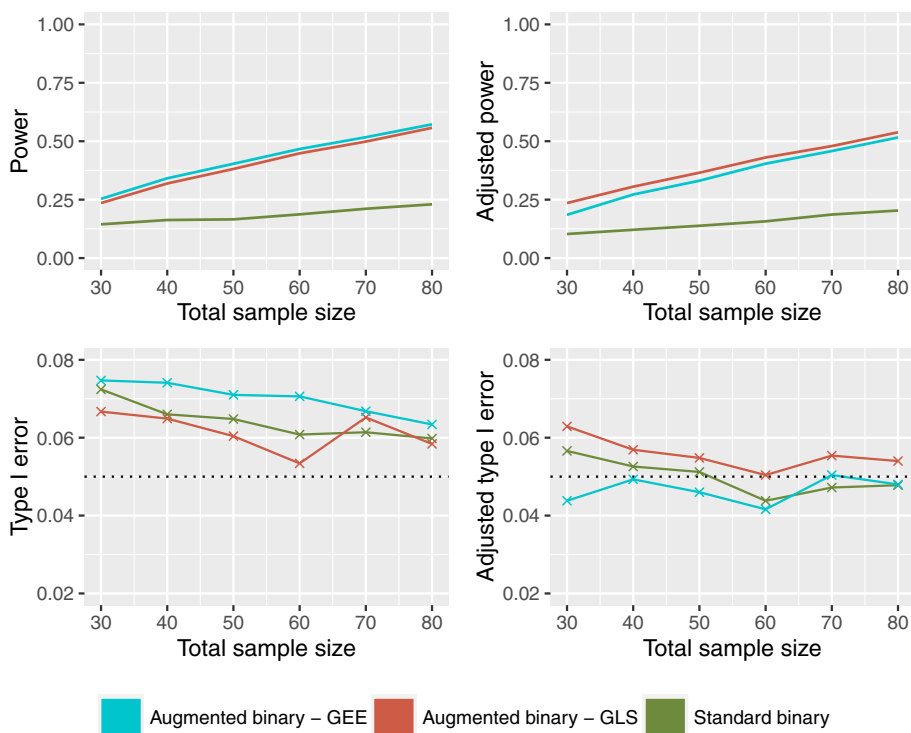 1.00
0.75
0.50
0.25
0.00
Power
30 40 50 60 70 80
Total sample size
1.00
0.75
0.50
0.25
0.00
Adjusted power
30 40 50 60 70 80
Total sample size
0.08
0.06
0.04
0.02
Type I error
30 40 50 60 70 80
Total sample size
0.08
0.06
0.04
0.02
Adjusted type I error
30 40 50 60 70 80
Total sample size
Augmented binary − GEE Augmented binary − GLS Standard binary